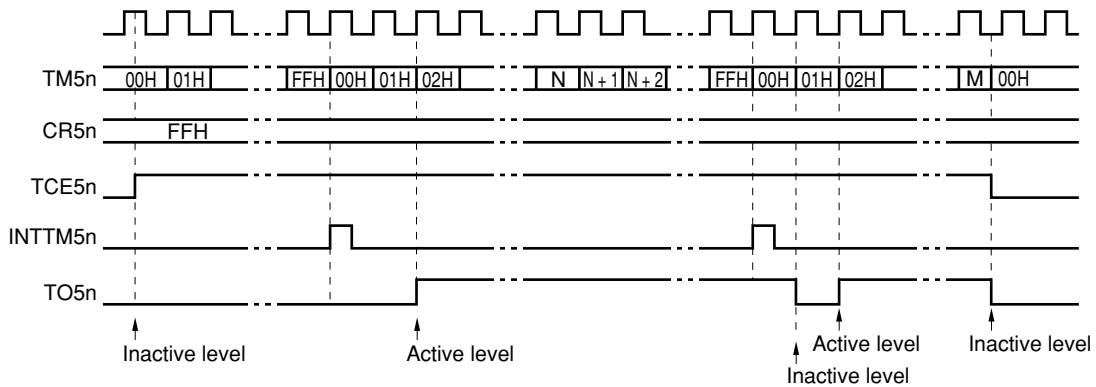 TM5n 00H 01H FFH 00H 01H 02H N N + 1 N + 2 FFH 00H 01H 02H M 00H
CR5n FFH
TCE5n
INTTM5n
TO5n
Inactive level Active level Active level Inactive level
Inactive level